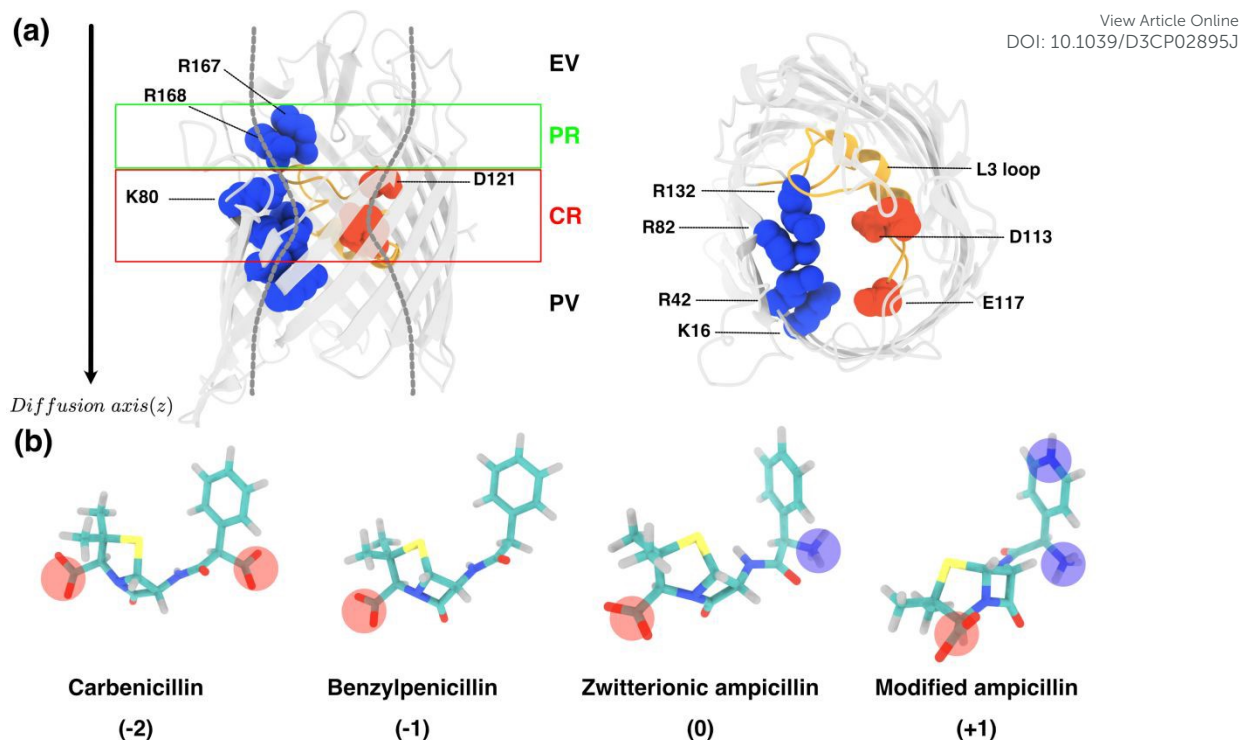 View Article Online
DOI: 10.1039/D3CP02895J
(a)
EV
R167
R168
PR
K80
D121
CR
PV
Diffusion axis(z)
L3 loop
R132
R82
D113
R42
E117
K16
(b)
Carbenicillin
Benzylpenicillin
Zwitterionic ampicillin
Modified ampicillin
(-2)
(-1)
(0)
(+1)